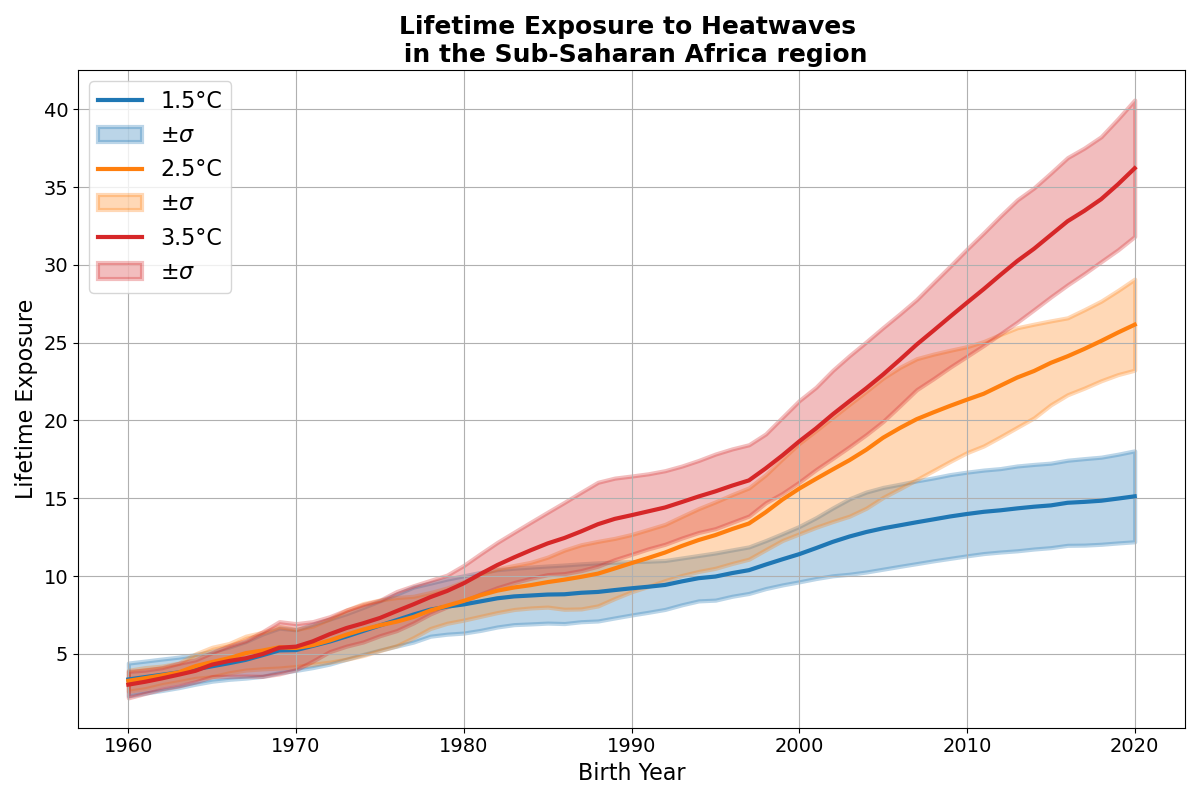 Lifetime Exposure to Heatwaves
in the Sub-Saharan Africa region
1.5°C
±σ
2.5°C
±σ
3.5°C
±σ
Lifetime Exposure
40
35
30
25
20
15
10
5
1960 1970 1980 1990 2000 2010 2020
Birth Year